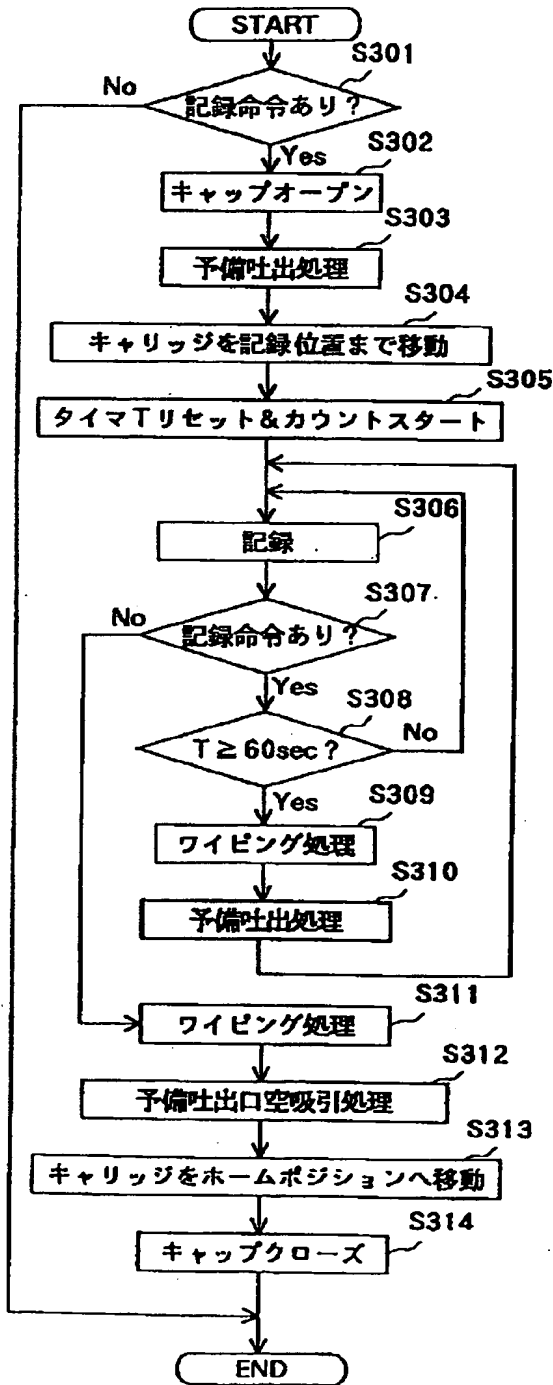 START
S301
No
記録命令あり?
Yes
S302
キャップオープン
S303
予備吐出処理
S304
キャリッジを記録位置まで移動
S305
タイマTリセット&カウントスタート
S306
記録
S307
No
記録命令あり?
Yes
S308
T≧60sec?
No
Yes
S309
ワイピング処理
S310
予備吐出処理
S311
ワイピング処理
S312
予備吐出口空吸引処理
S313
キャリッジをホームポジションへ移動
S314
キャップクローズ
END